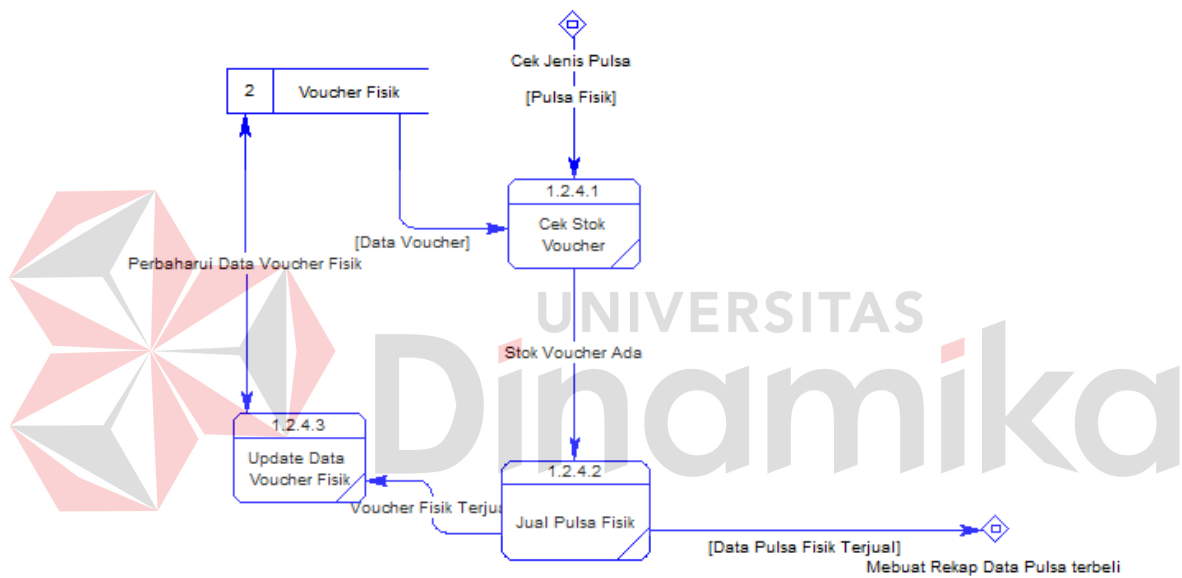 Cek Jenis Pulsa
[Pulsa Fisik]
2 Voucher Fisik
1.2.4.1
Cek Stok
Voucher
[Data Voucher]
Perbaharui Data Voucher Fisik
UNIVERSITAS
Dinamika
Stok Voucher Ada
1.2.4.3
Update Data
Voucher Fisik
1.2.4.2
Jual Pulsa Fisik
Voucher Fisik Terjua
[Data Pulsa Fisik Terjual]
Mebuat Rekap Data Pulsa terbeli